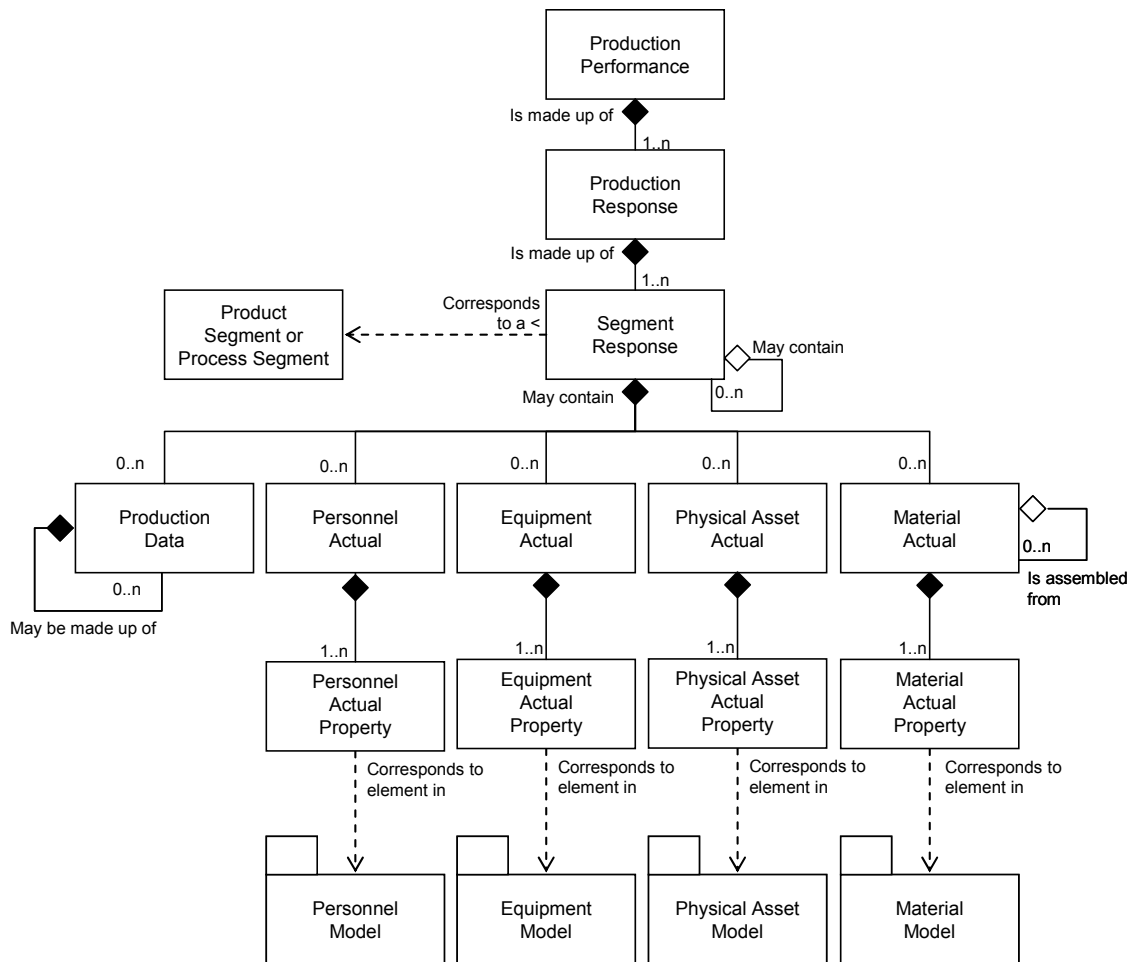 Production
Performance
Is made up of
1..n
Production
Response
Is made up of
1..n
Corresponds
to a <
Product
Segment or
Process Segment
Segment
Response
May contain
0..n
May contain
0..n
0..n
0..n
0..n
0..n
Production
Data
Personnel
Actual
Equipment
Actual
Physical Asset
Actual
Material
Actual
0..n
Is assembled
from
0..n
May be made up of
1..n
1..n
1..n
1..n
Personnel
Actual
Property
Equipment
Actual
Property
Physical Asset
Actual
Property
Material
Actual
Property
Corresponds to
element in
Corresponds to
element in
Corresponds to
element in
Corresponds to
element in
Personnel
Model
Equipment
Model
Physical Asset
Model
Material
Model